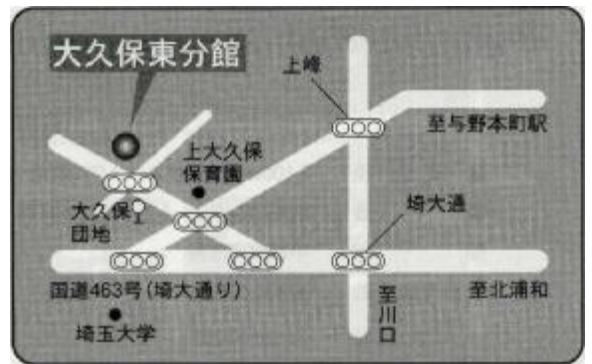 大久保東分館
上峰
至与野本町駅
上大久保
保育園
大久保
団地
埼大通
国道463号(埼大通り)
至北浦和
至川口
埼玉大学